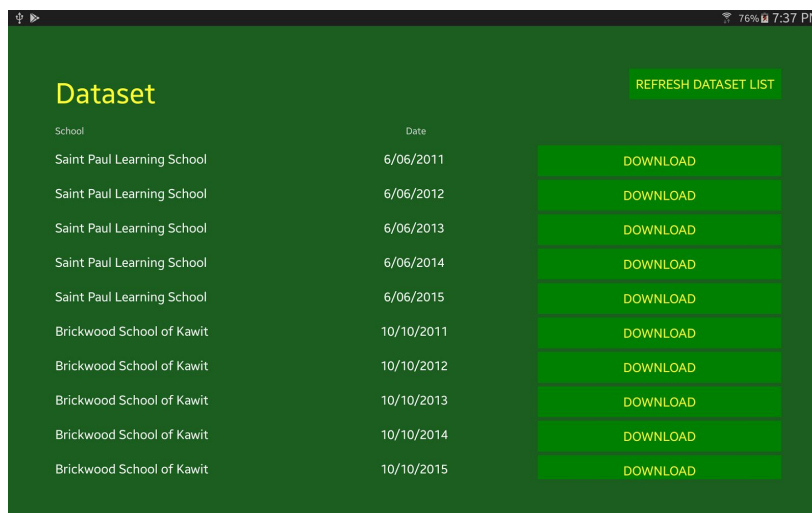 76% 7:37 PM
Dataset
REFRESH DATASET LIST
School Date
Saint Paul Learning School 6/06/2011 DOWNLOAD
Saint Paul Learning School 6/06/2012 DOWNLOAD
Saint Paul Learning School 6/06/2013 DOWNLOAD
Saint Paul Learning School 6/06/2014 DOWNLOAD
Saint Paul Learning School 6/06/2015 DOWNLOAD
Brickwood School of Kawit 10/10/2011 DOWNLOAD
Brickwood School of Kawit 10/10/2012 DOWNLOAD
Brickwood School of Kawit 10/10/2013 DOWNLOAD
Brickwood School of Kawit 10/10/2014 DOWNLOAD
Brickwood School of Kawit 10/10/2015 DOWNLOAD